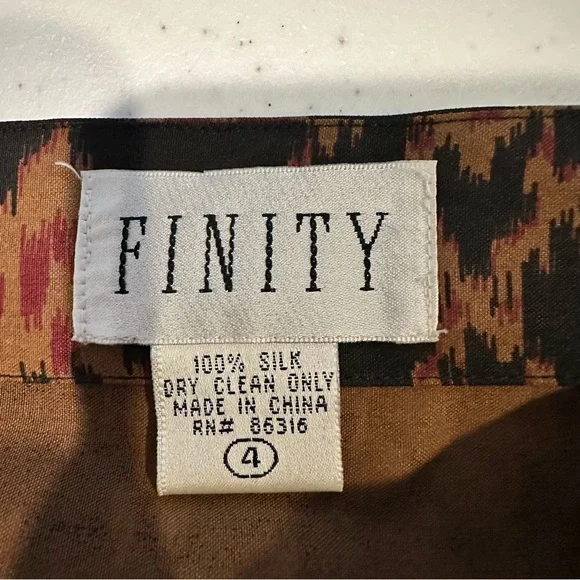 FINITY
100% SILK
DRY CLEAN ONLY
MADE IN CHINA
RN# 86316
4